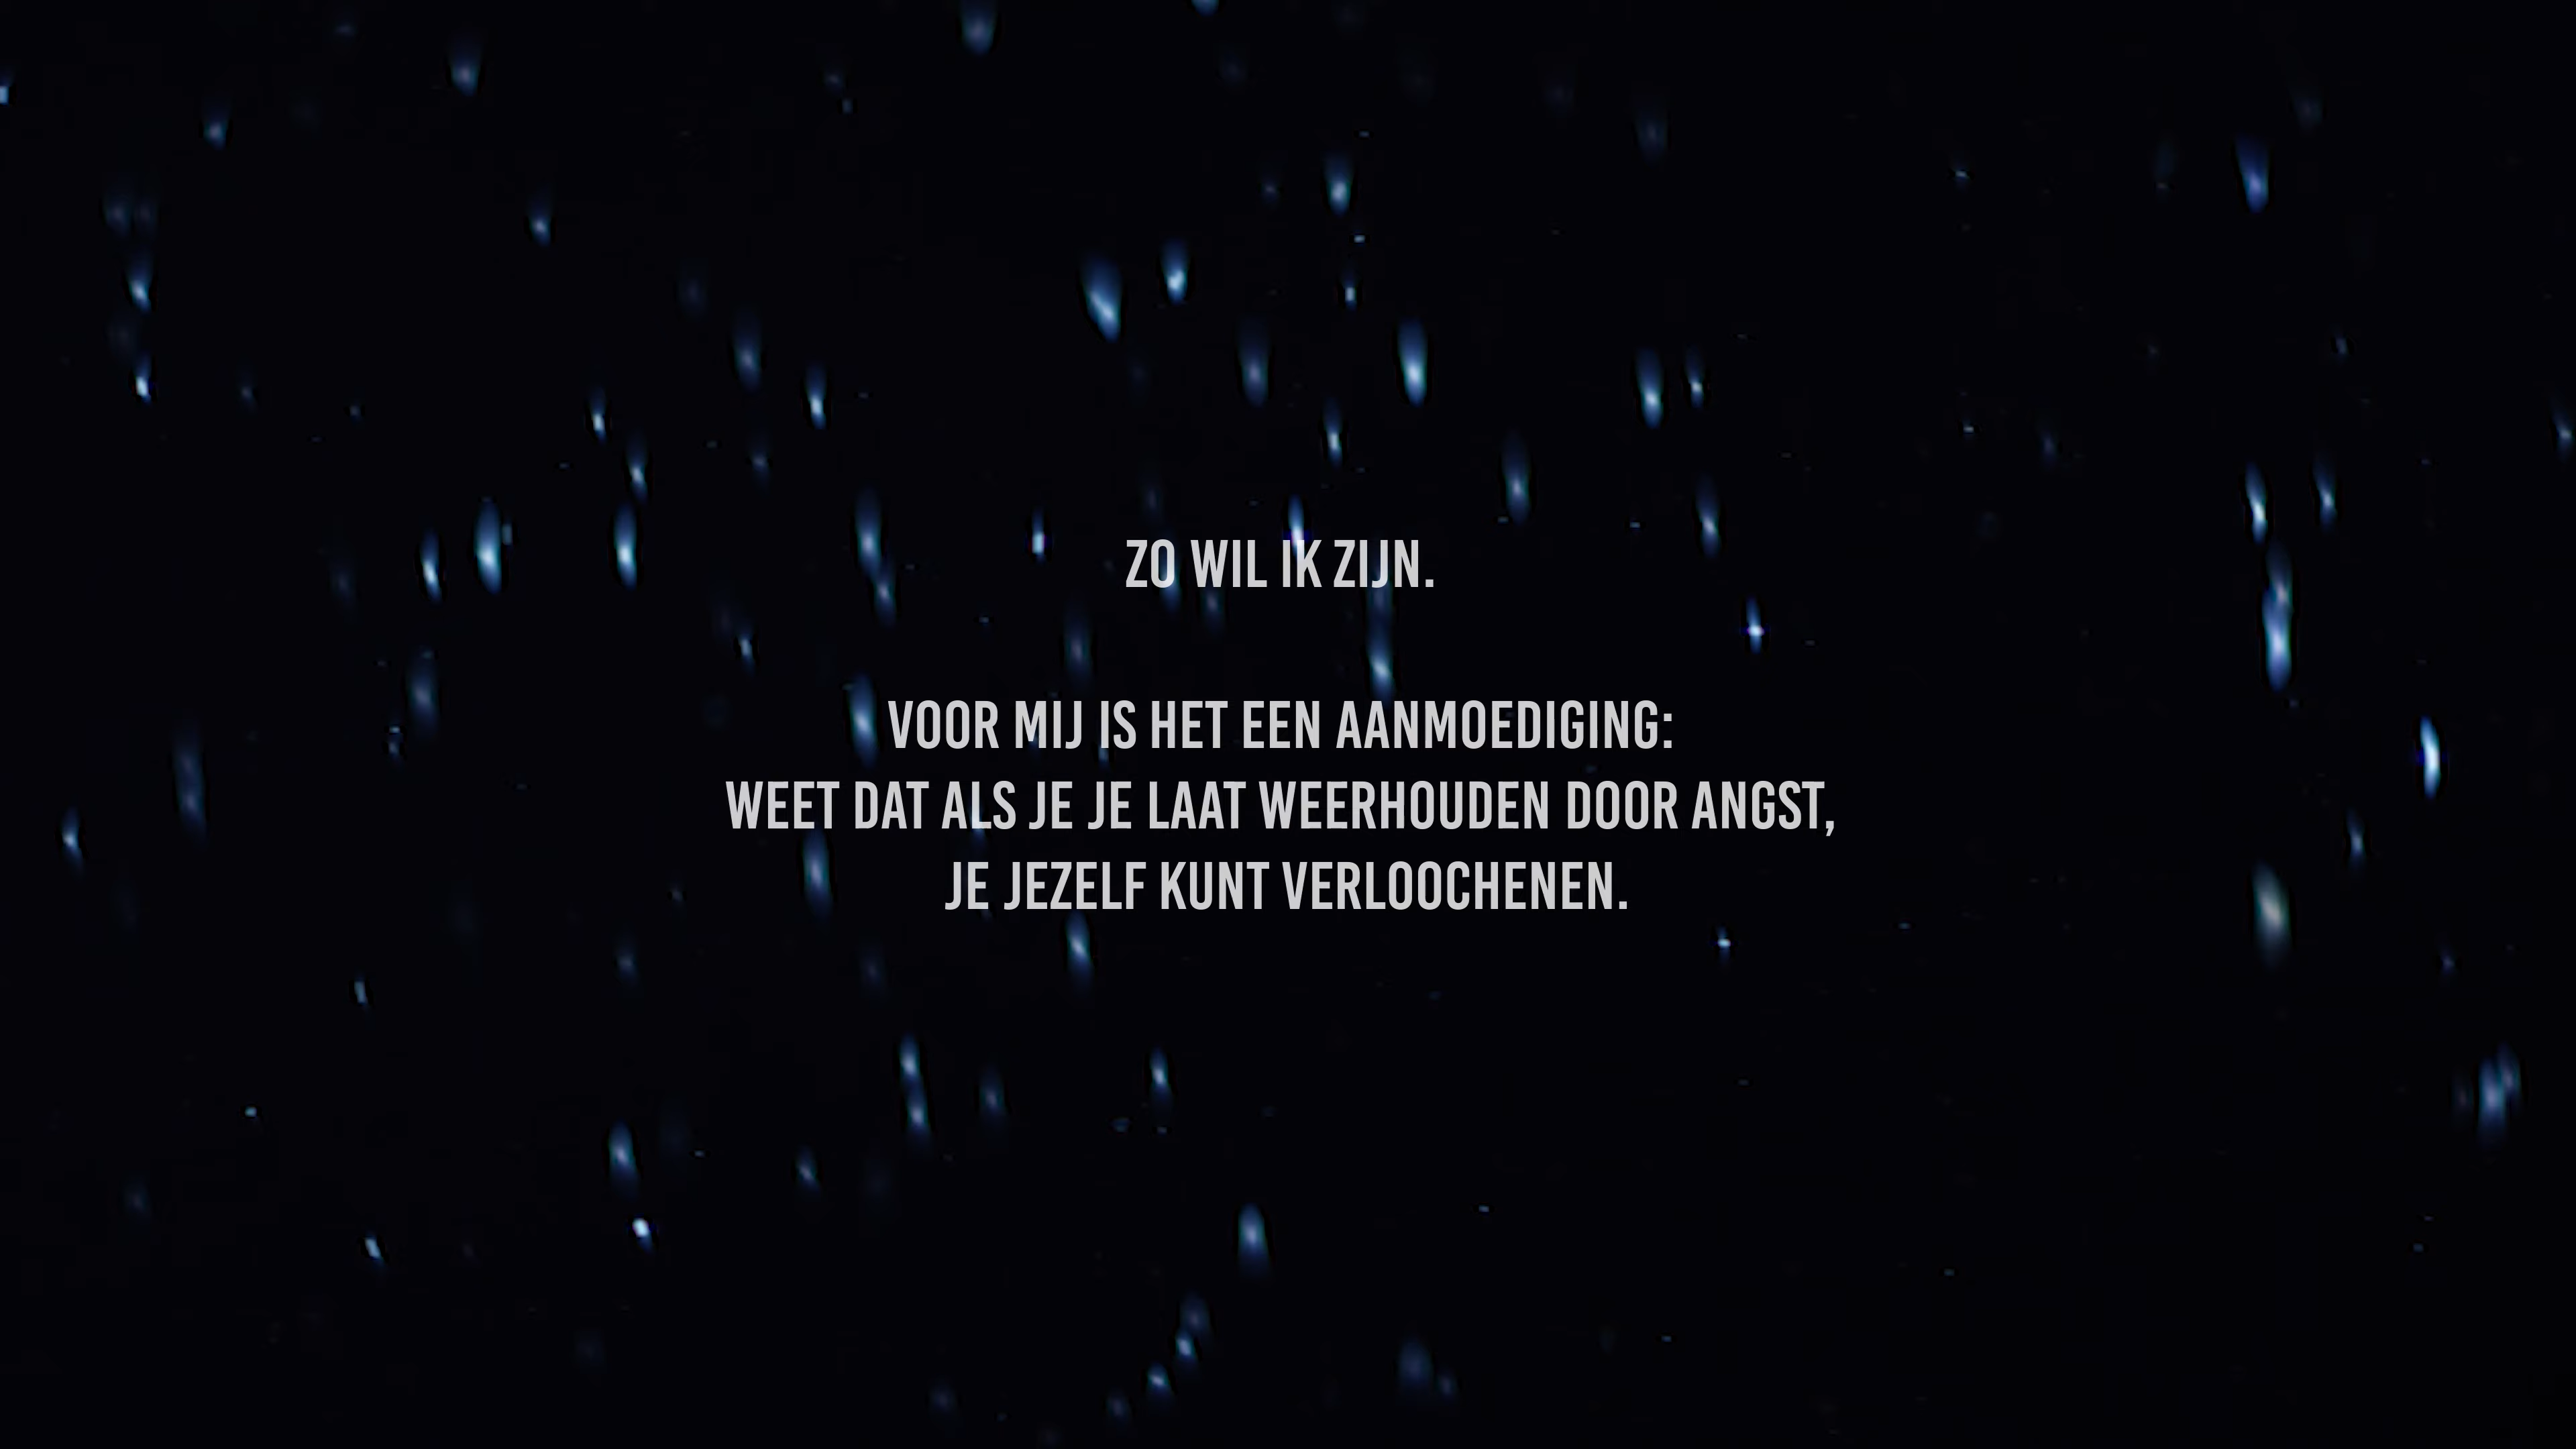 ZO WIL IK ZIJN.
VOOR MIJ IS HET EEN AANMOEDIGING:
WEET DAT ALS JE JE LAAT WEERHOUDEN DOOR ANGST,
JE JEZELF KUNT VERLOOCHENEN.